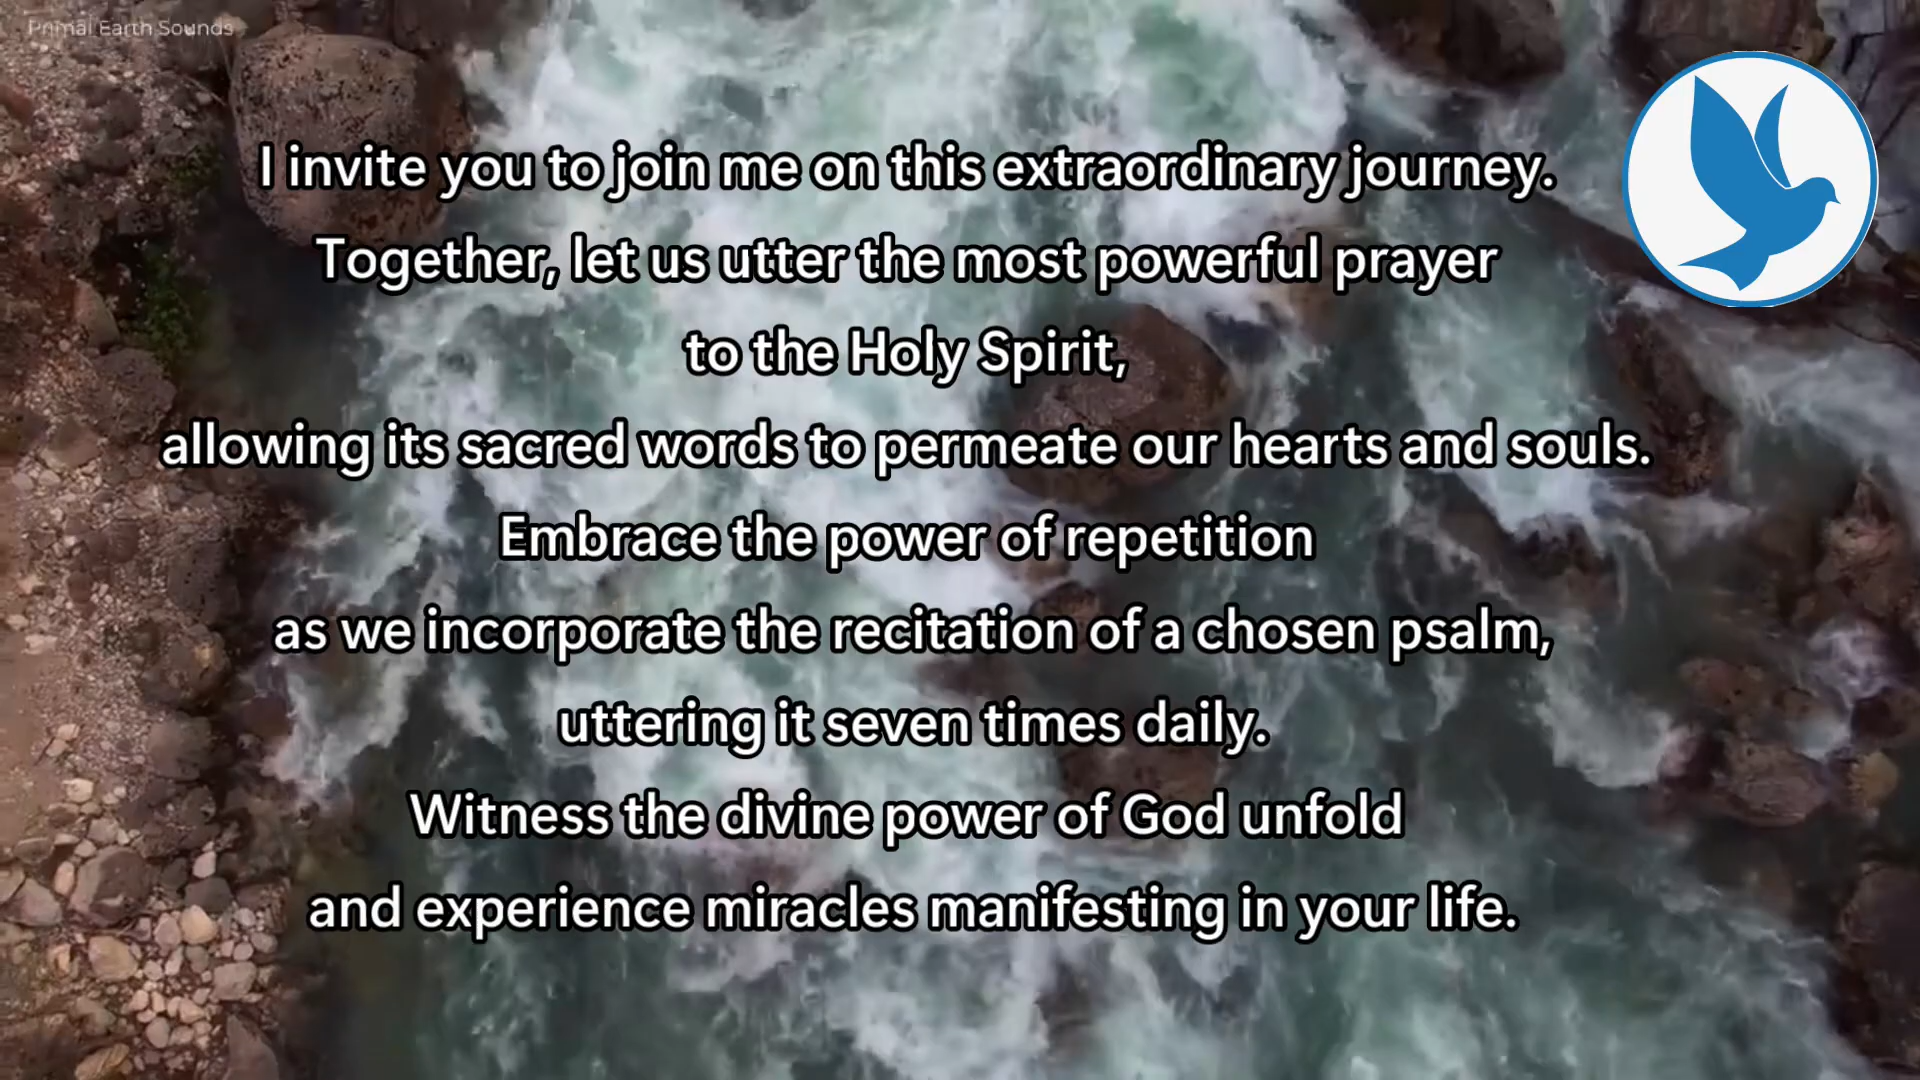 Primal Earth Sounds
I invite you to join me on this extraordinary journey.
Together, let us utter the most powerful prayer
to the Holy Spirit,
allowing its sacred words to permeate our hearts and souls.
Embrace the power of repetition
as we incorporate the recitation of a chosen psalm,
uttering it seven times daily.
Witness the divine power of God unfold
and experience miracles manifesting in your life.